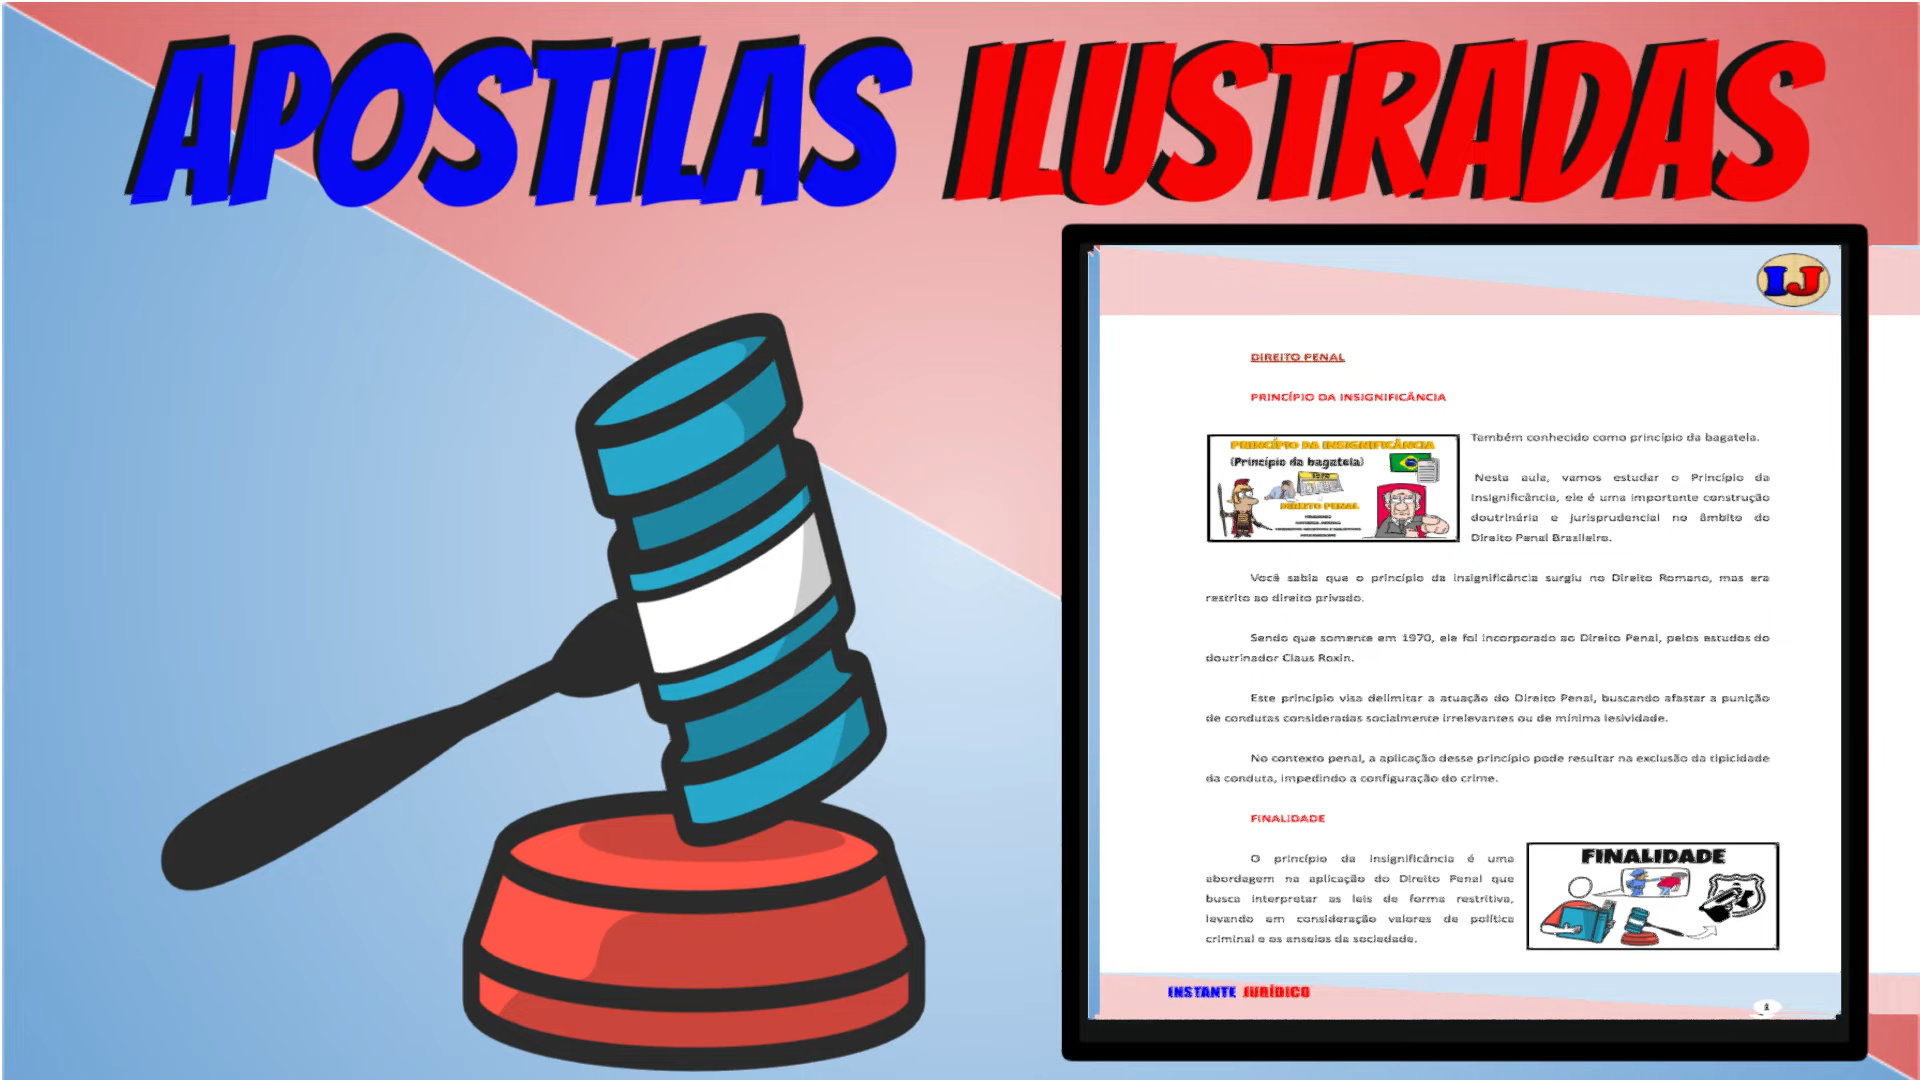 APOSTILAS ILUSTRADAS
IJ
DIREITO PENAL
PRINCÍPIO DA INSIGNIFICÂNCIA
PRINCÍPIO DA INSIGNIFICÂNCIA
(Princípio da bagatela)
1970
DIREITO PENAL
Também conhecido como princípio da bagatela.
Nesta aula, vamos estudar o Princípio da
Insignificância, ele é uma importante construção
doutrinária e jurisprudencial no âmbito do
Direito Penal Brasileiro.
Você sabia que o princípio da insignificância surgiu no Direito Romano, mas era
restrito ao direito privado.
Sendo que somente em 1970, ele foi incorporado ao Direito Penal, pelos estudos do
doutrinador Claus Roxin.
Este princípio visa delimitar a atuação do Direito Penal, buscando afastar a punição
de condutas consideradas socialmente irrelevantes ou de mínima lesividade.
No contexto penal, a aplicação desse princípio pode resultar na exclusão da tipicidade
da conduta, impedindo a configuração do crime.
FINALIDADE
O princípio da insignificância é uma
abordagem na aplicação do Direito Penal que
busca interpretar as leis de forma restritiva,
levando em consideração valores de política
criminal e os anseios da sociedade.
FINALIDADE
INSTANTE JURÍDICO